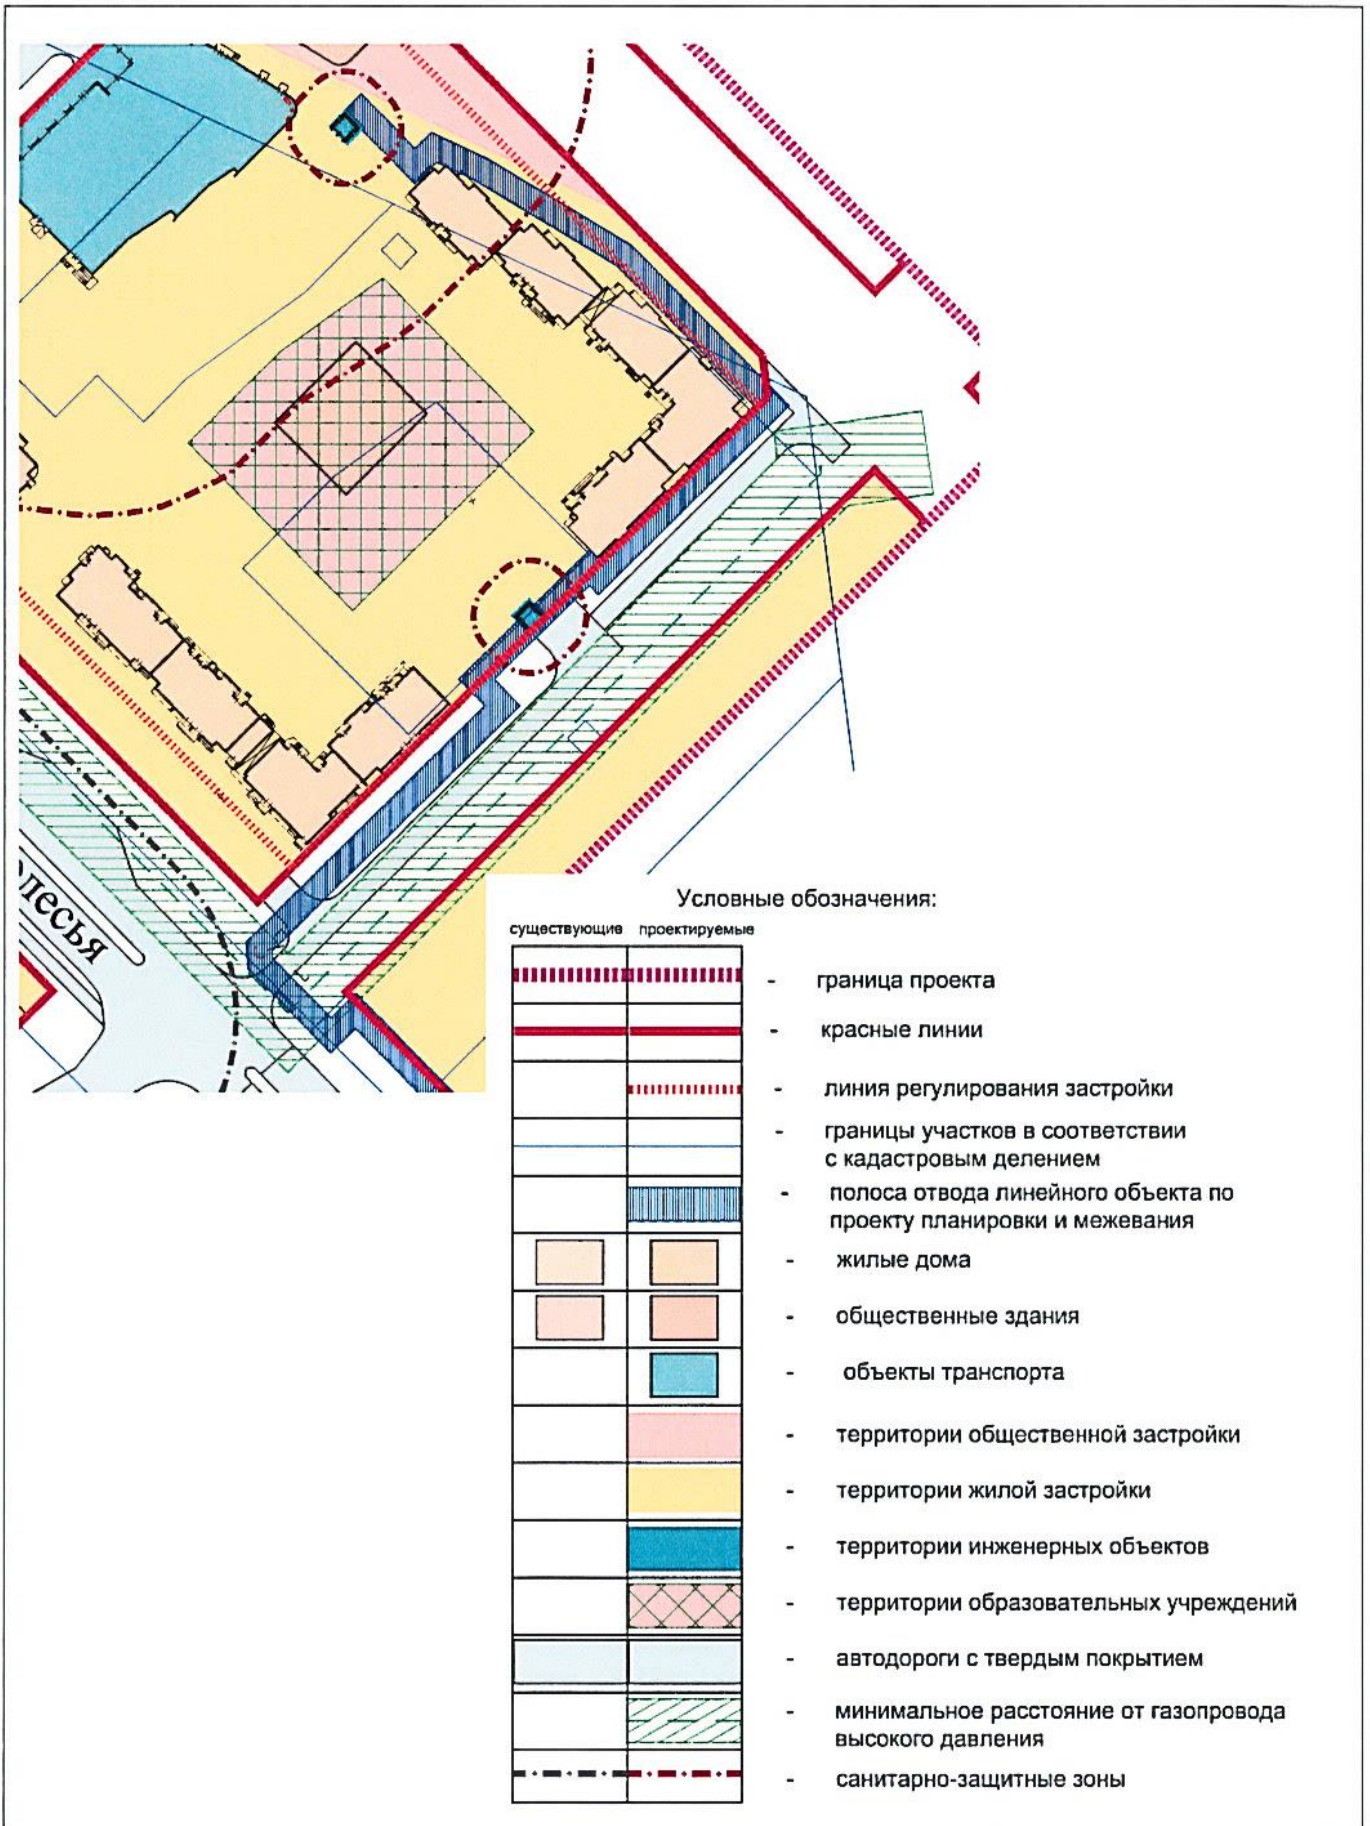 Условные обозначения:
существующие проектируемые
- граница проекта
- красные линии
- линия регулирования застройки
- границы участков в соответствии
с кадастровым делением
- полоса отвода линейного объекта по
проекту планировки и межевания
- жилые дома
- общественные здания
- объекты транспорта
- территории общественной застройки
- территории жилой застройки
- территории инженерных объектов
- территории образовательных учреждений
- автодороги с твердым покрытием
- минимальное расстояние от газопровода
высокого давления
- санитарно-защитные зоны